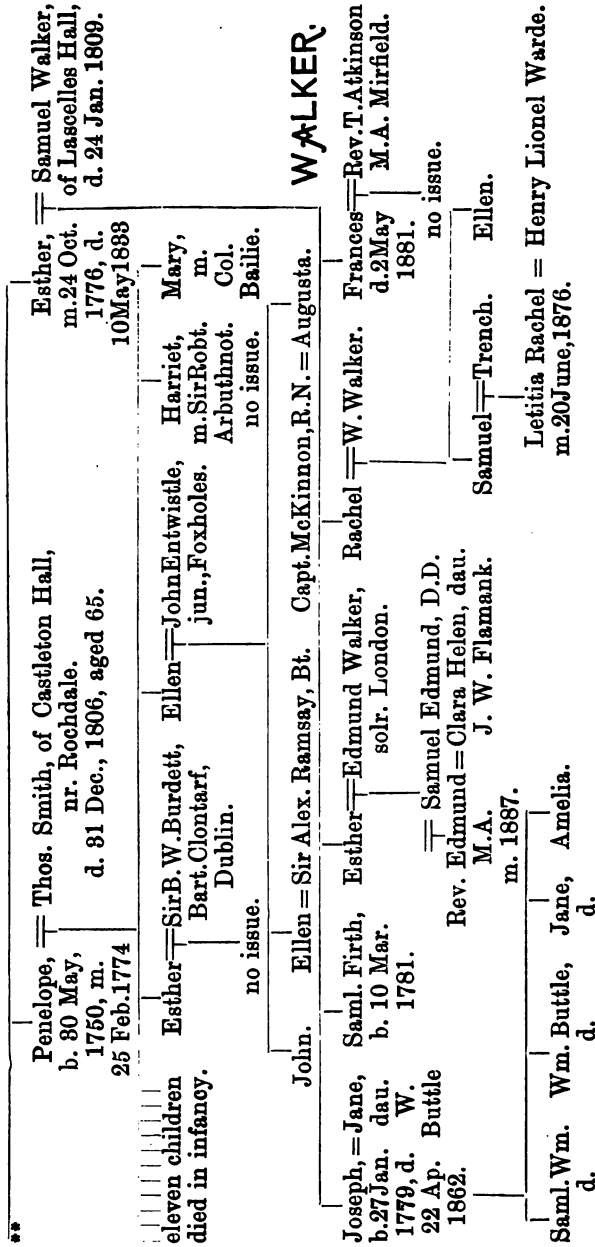 **
Penelope, == Thos. Smith, of Castleton Hall,
b. 30 May, nr. Rochdale.
1750, m. d. 31 Dec., 1806, aged 65.
25 Feb. 1774
Esther, == Samuel Walker,
m. 24 Oct. of Lascelles Hall,
1776, d. d. 24 Jan. 1809.
10 May 1833
eleven children
died in infancy.
Esther == Sir B. W. Burdett,
Bart. Clontarf,
Dublin.
no issue.
Ellen == John Entwistle,
jun., Foxholes.
Harriet,
m. Sir Robt.
Arbuthnot.
no issue.
Mary,
m.
Col.
Bailie.
John. Ellen = Sir Alex. Ramsay, Bt. Capt. McKinnon, R.N. = Augusta.
WALKER.
Joseph, = Jane,
b. 27 Jan. dau.
1779, d. W.
22 Ap. Buttle
1862.
Saml. Firth,
b. 10 Mar.
1781.
Esther == Edmund Walker,
solr. London.
Rachel == W. Walker.
Frances == Rev. T. Atkinson
d. 2 May M.A. Mirfield.
1881.
no issue.
== Samuel Edmund, D.D.
Rev. Edmund = Clara Helen, dau.
M.A. J. W. Flamank.
m. 1887.
Samuel == Trench. Ellen.
Letitia Rachel = Henry Lionel Warde.
m. 20 June, 1876.
Saml. Wm. Wm. Buttle, Jane, Amelia.
d. d. d.